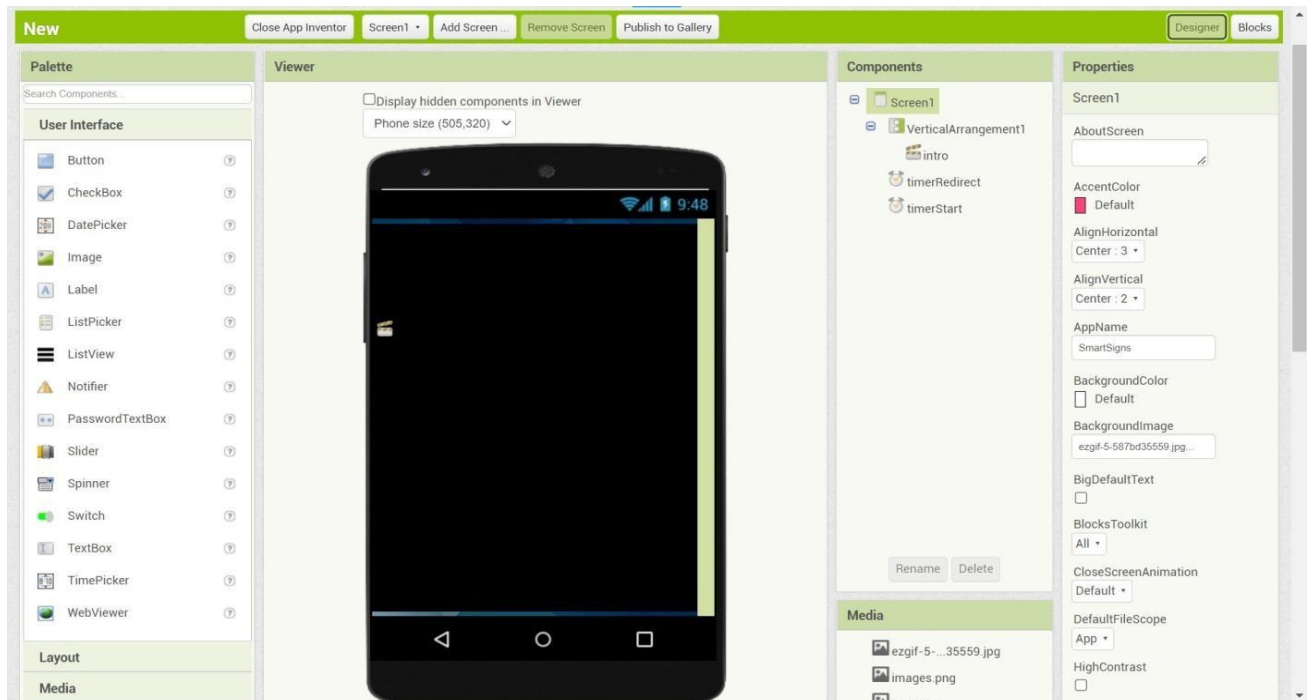 New
Close App Inventor
Screen1
Add Screen ...
Remove Screen
Publish to Gallery
Designer
Blocks
Palette
Search Components...
User Interface
Button
CheckBox
DatePicker
Image
Label
ListPicker
ListView
Notifier
PasswordTextBox
Slider
Spinner
Switch
TextBox
TimePicker
WebViewer
Layout
Media
Viewer
Display hidden components in Viewer
Phone size (505,320)
9:48
Components
Screen1
VerticalArrangement1
intro
timerRedirect
timerStart
Rename
Delete
Media
ezgif-5-...35559.jpg
images.png
Properties
Screen1
AboutScreen
AccentColor
Default
AlignHorizontal
Center : 3
AlignVertical
Center : 2
AppName
SmartSigns
BackgroundColor
Default
BackgroundImage
ezgif-5-587bd35559.jpg...
BigDefaultText
BlocksToolkit
All
CloseScreenAnimation
Default
DefaultFileScope
App
HighContrast